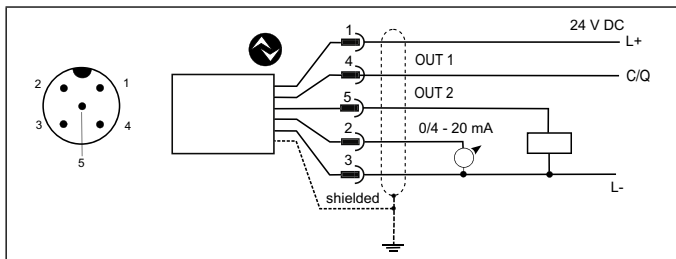 24 V DC
1
L+
4
OUT 1
C/Q
5
OUT 2
2
0/4 - 20 mA
3
L-
shielded
2
1
3
4
5